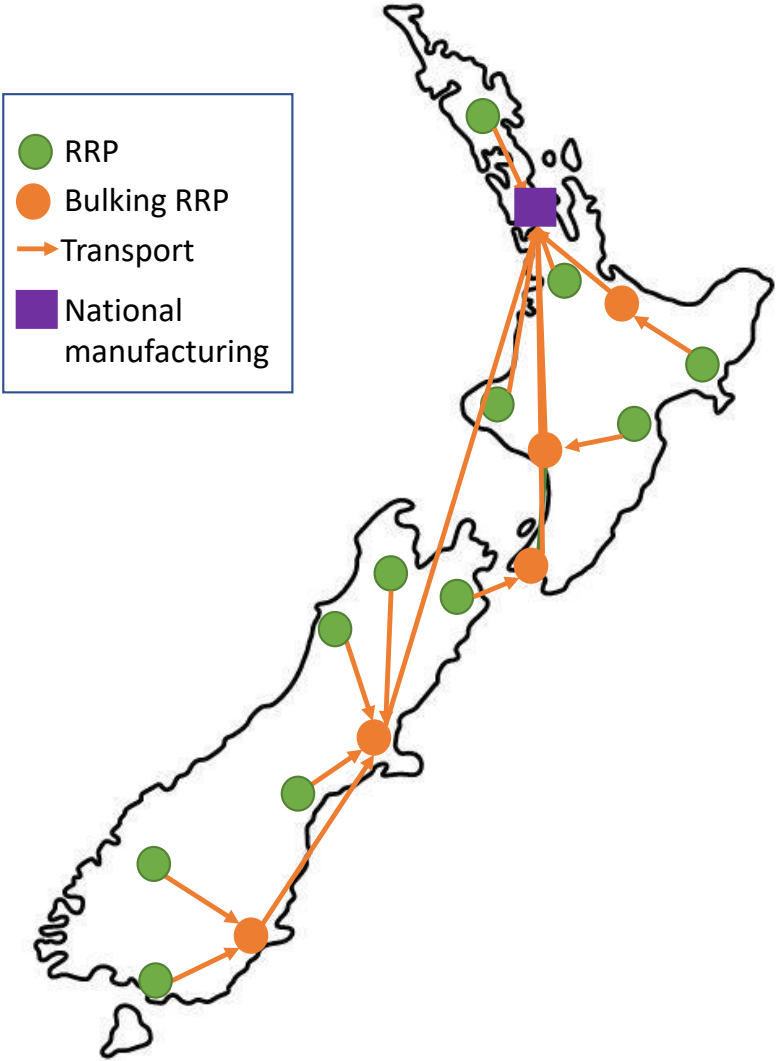 RRP
Bulking RRP
Transport
National
manufacturing